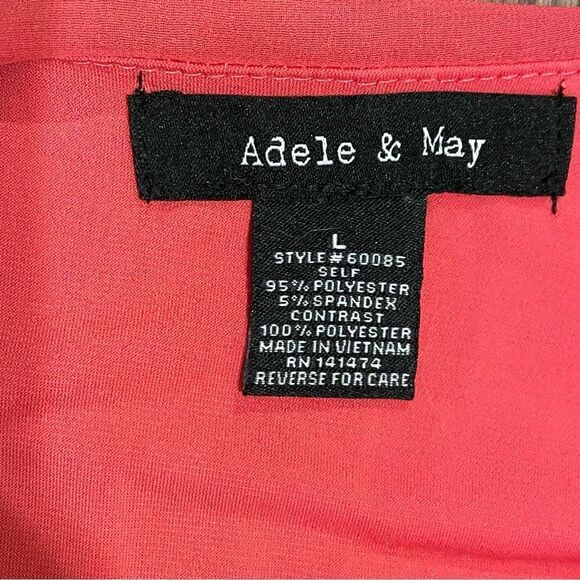 Adele & May
L
STYLE#60085
SELF
95% POLYESTER
5% SPANDEX
CONTRAST
100% POLYESTER
MADE IN VIETNAM
RN 141474
REVERSE FOR CARE